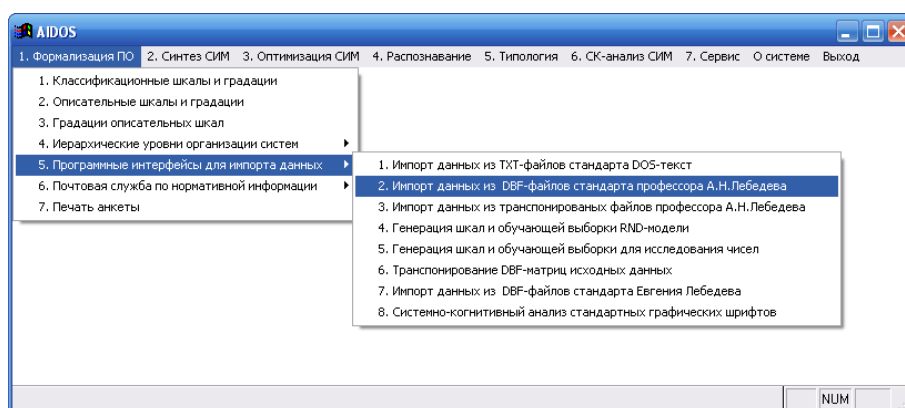 AIDOS
1. Формализация ПО 2. Синтез СИМ 3. Оптимизация СИМ 4. Распознавание 5. Типология 6. СК-анализ СИМ 7. Сервис О системе Выход
1. Классификационные шкалы и градации
2. Описательные шкалы и градации
3. Градации описательных шкал
4. Иерархические уровни организации систем
5. Программные интерфейсы для импорта данных
6. Почтовая служба по нормативной информации
7. Печать анкеты
1. Импорт данных из TXT-файлов стандарта DOS-текст
2. Импорт данных из DBF-файлов стандарта профессора А.Н.Лебедева
3. Импорт данных из транспонированых файлов профессора А.Н.Лебедева
4. Генерация шкал и обучающей выборки RND-модели
5. Генерация шкал и обучающей выборки для исследования чисел
6. Транспонирование DBF-матриц исходных данных
7. Импорт данных из DBF-файлов стандарта Евгения Лебедева
8. Системно-когнитивный анализ стандартных графических шрифтов
NUM